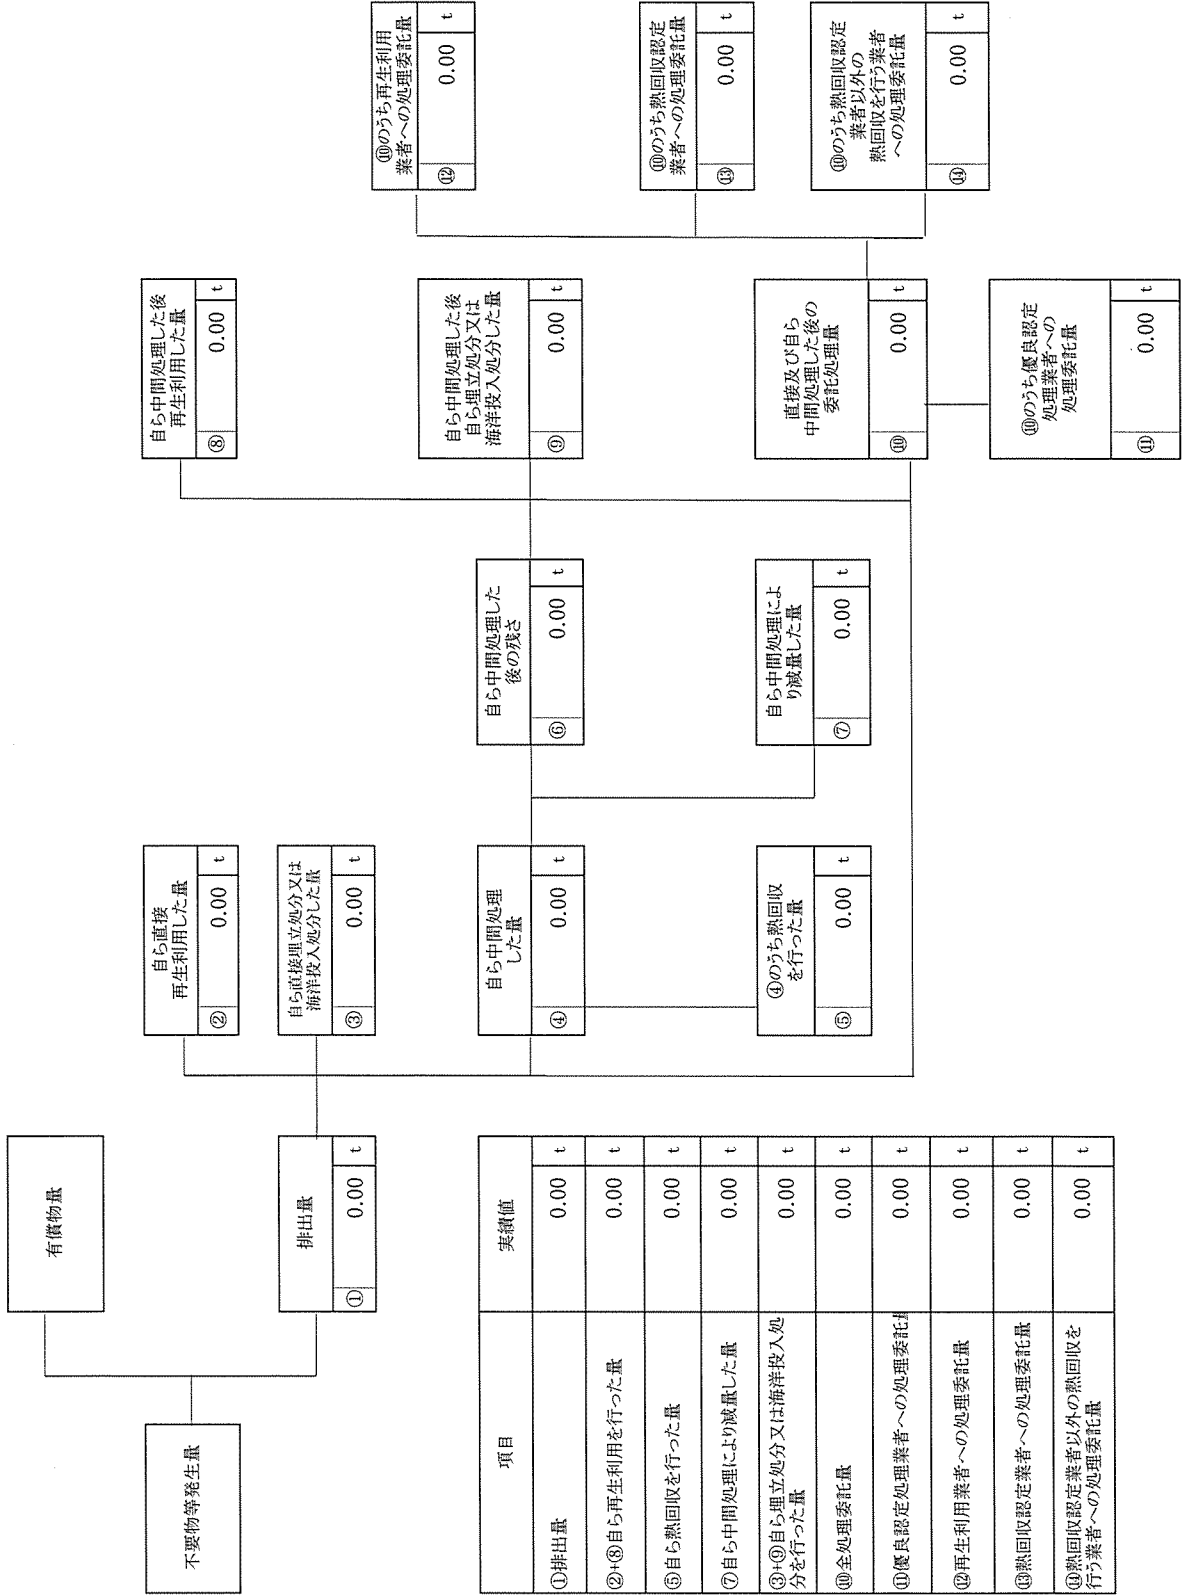 不要物等発生量
有償物量
排出量
① 0.00 t
自ら直接
再生利用した量
② 0.00 t
自ら直接埋立処分又は
海洋投入処分した量
③ 0.00 t
自ら中間処理
した量
④ 0.00 t
④のうち熱回収
を行った量
⑤ 0.00 t
自ら中間処理した
後の残さ
⑥ 0.00 t
自ら中間処理によ
り減量した量
⑦ 0.00 t
自ら中間処理した後
再生利用した量
⑧ 0.00 t
自ら中間処理した後
自ら埋立処分又は
海洋投入処分した量
⑨ 0.00 t
直接及び自ら
中間処理した後の
委託処理量
⑩ 0.00 t
⑩のうち優良認定
処理業者への
処理委託量
⑪ 0.00 t
⑩のうち再生利用
業者への処理委託量
⑫ 0.00 t
⑩のうち熱回収認定
業者への処理委託量
⑬ 0.00 t
⑩のうち熱回収認定
業者以外の
熱回収を行う業者
への処理委託量
⑭ 0.00 t
項目 実績値
①排出量 0.00 t
②+⑧自ら再生利用を行った量 0.00 t
⑤自ら熱回収を行った量 0.00 t
⑦自ら中間処理により減量した量 0.00 t
③+⑨自ら埋立処分又は海洋投入処
分を行った量 0.00 t
⑩全処理委託量 0.00 t
⑪優良認定処理業者への処理委託量 0.00 t
⑫再生利用業者への処理委託量 0.00 t
⑬熱回収認定業者への処理委託量 0.00 t
⑭熱回収認定業者以外の熱回収を
行う業者への処理委託量 0.00 t